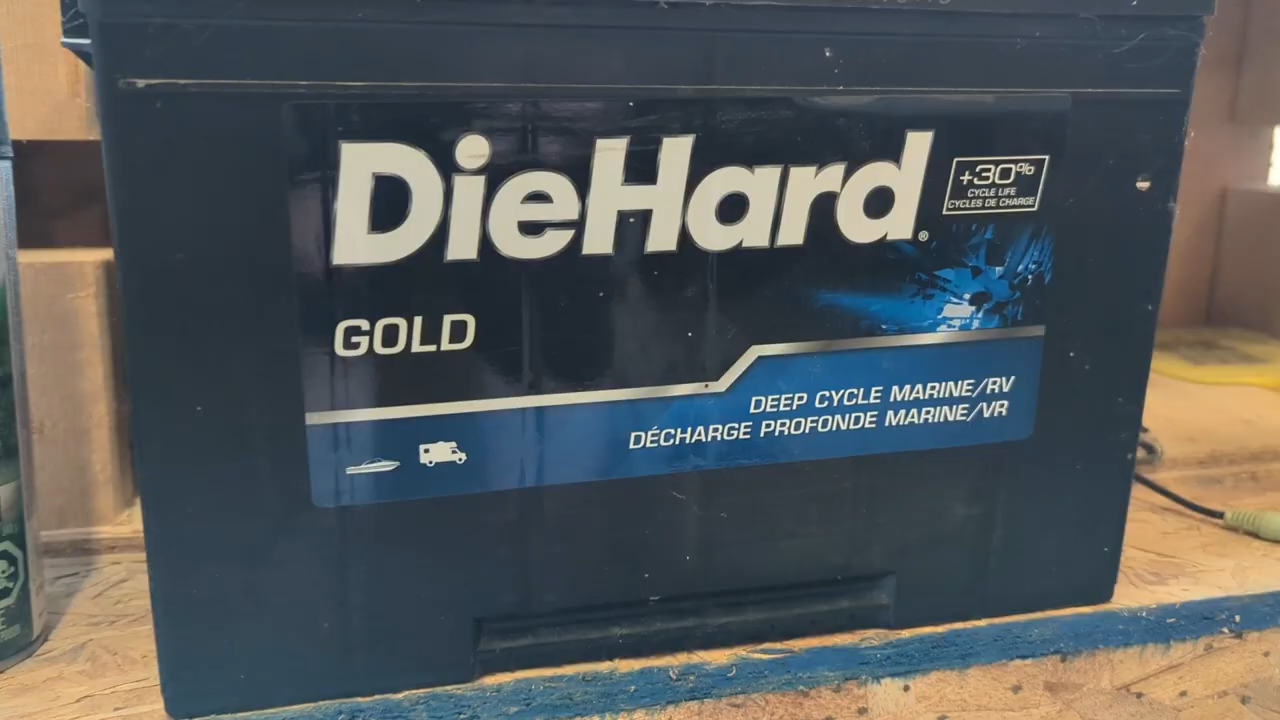 DieHard®
+30%
CYCLE LIFE
CYCLES DE CHARGE
GOLD
DEEP CYCLE MARINE/RV
DÉCHARGE PROFONDE MARINE/VR